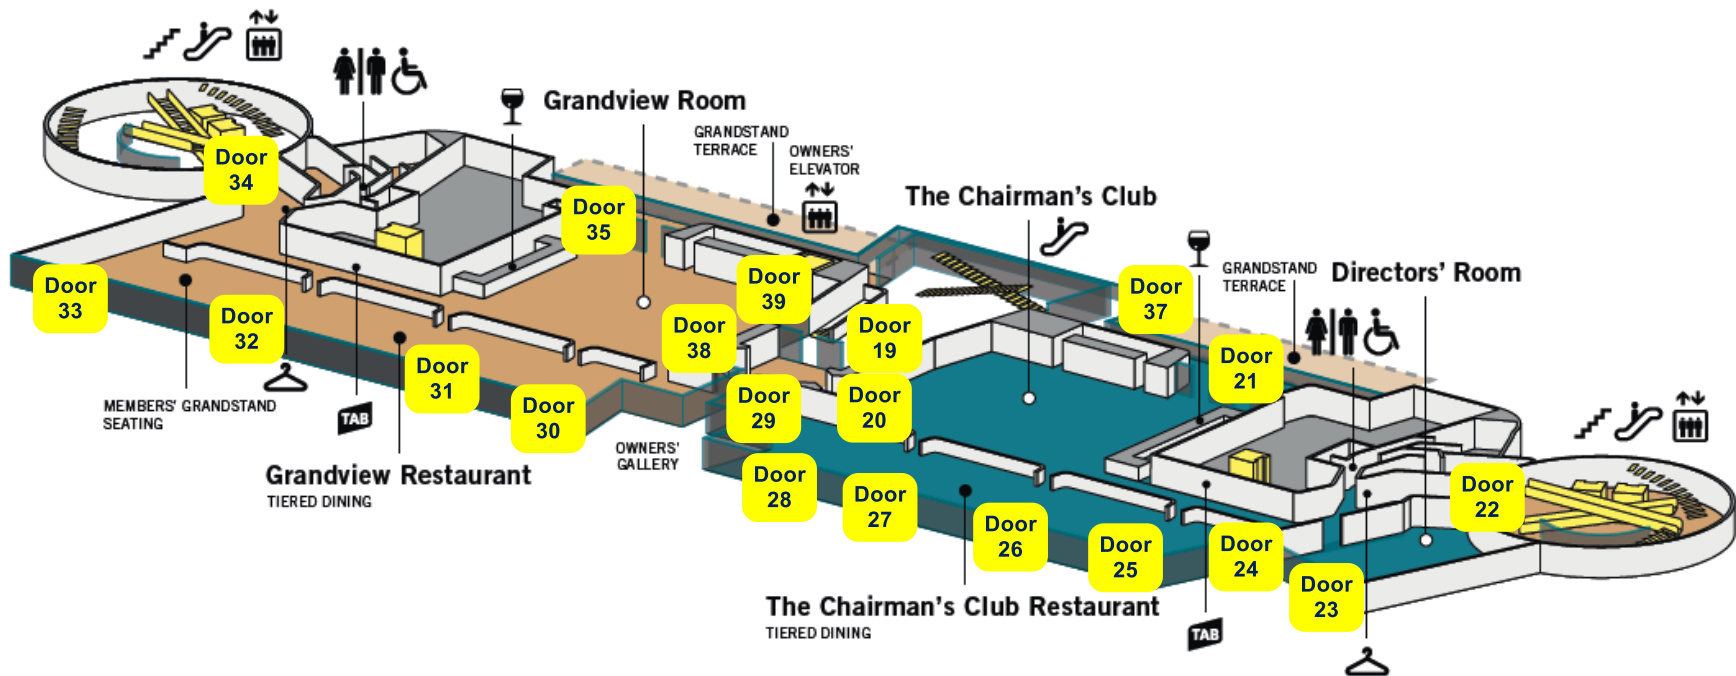 Grandview Room
GRANDSTAND
TERRACE
OWNERS'
ELEVATOR
The Chairman's Club
GRANDSTAND
TERRACE
Directors' Room
Door
34
Door
35
Door
33
Door
32
Door
39
Door
38
Door
19
Door
37
Door
21
Door
31
Door
30
Door
29
Door
20
MEMBERS' GRANDSTAND
SEATING
TAB
OWNERS'
GALLERY
Grandview Restaurant
TIERED DINING
Door
28
Door
27
Door
26
Door
25
Door
24
Door
23
Door
22
The Chairman's Club Restaurant
TIERED DINING
TAB